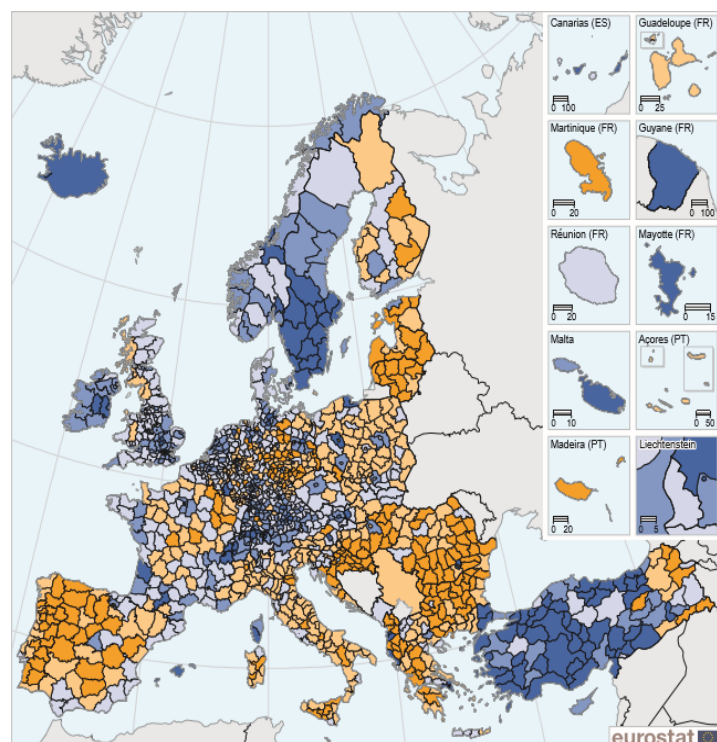 Canarias (ES)
0 100
Guadeloupe (FR)
0 25
Martinique (FR)
0 20
Guyane (FR)
0 100
Réunion (FR)
0 20
Mayotte (FR)
0 15
Malta
0 10
Açores (PT)
0 50
Madeira (PT)
0 20
Liechtenstein
0 5
eurostat